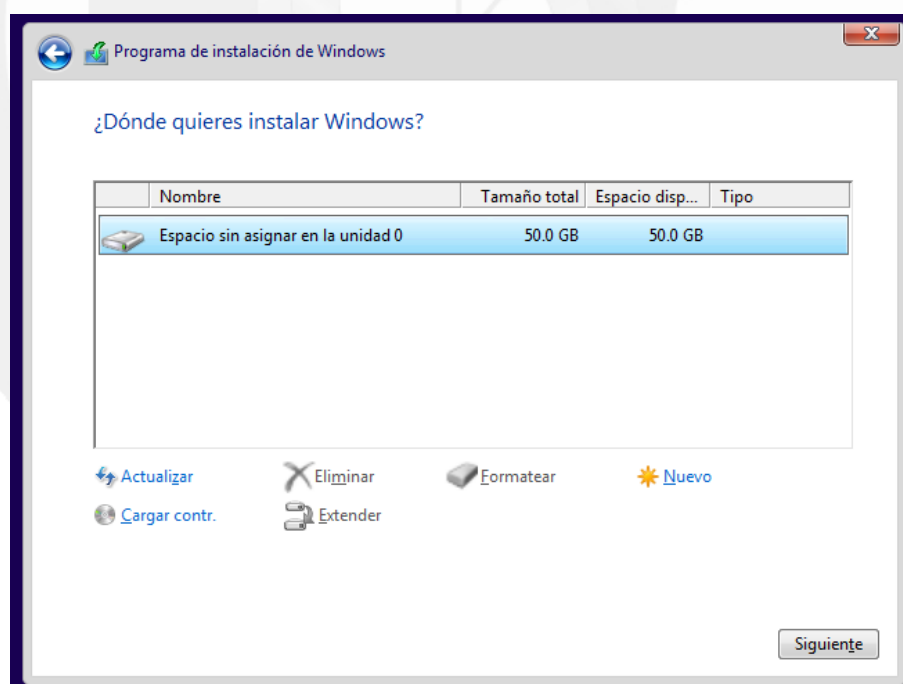 Programa de instalación de Windows
¿Dónde quieres instalar Windows?
Nombre Tamaño total Espacio disp... Tipo
Espacio sin asignar en la unidad 0 50.0 GB 50.0 GB
Actualizar Eliminar Formatear Nuevo
Cargar contr. Extender
Siguiente